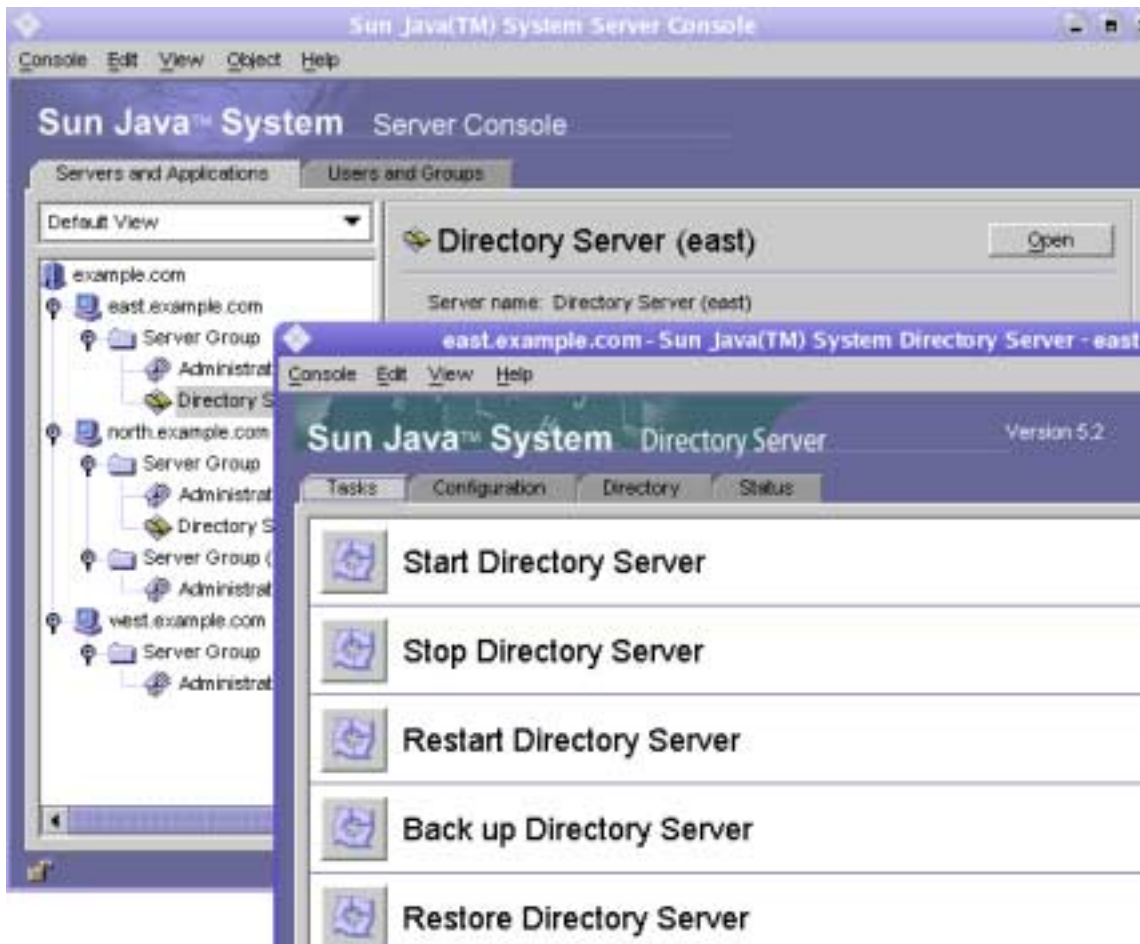 Sun Java(TM) System Server Console
Console Edit View Object Help
Sun Java™ System Server Console
Servers and Applications Users and Groups
Default View
Directory Server (east)
Open
example.com
Server name: Directory Server (east)
east.example.com
Server Group
Administrat
Directory S
north.example.com
Server Group
Administrat
Directory S
Server Group (
Administrat
west.example.com
Server Group
Administrat
east.example.com - Sun Java(TM) System Directory Server - east
Console Edit View Help
Sun Java™ System Directory Server
Version 5.2
Tasks Configuration Directory Status
Start Directory Server
Stop Directory Server
Restart Directory Server
Back up Directory Server
Restore Directory Server